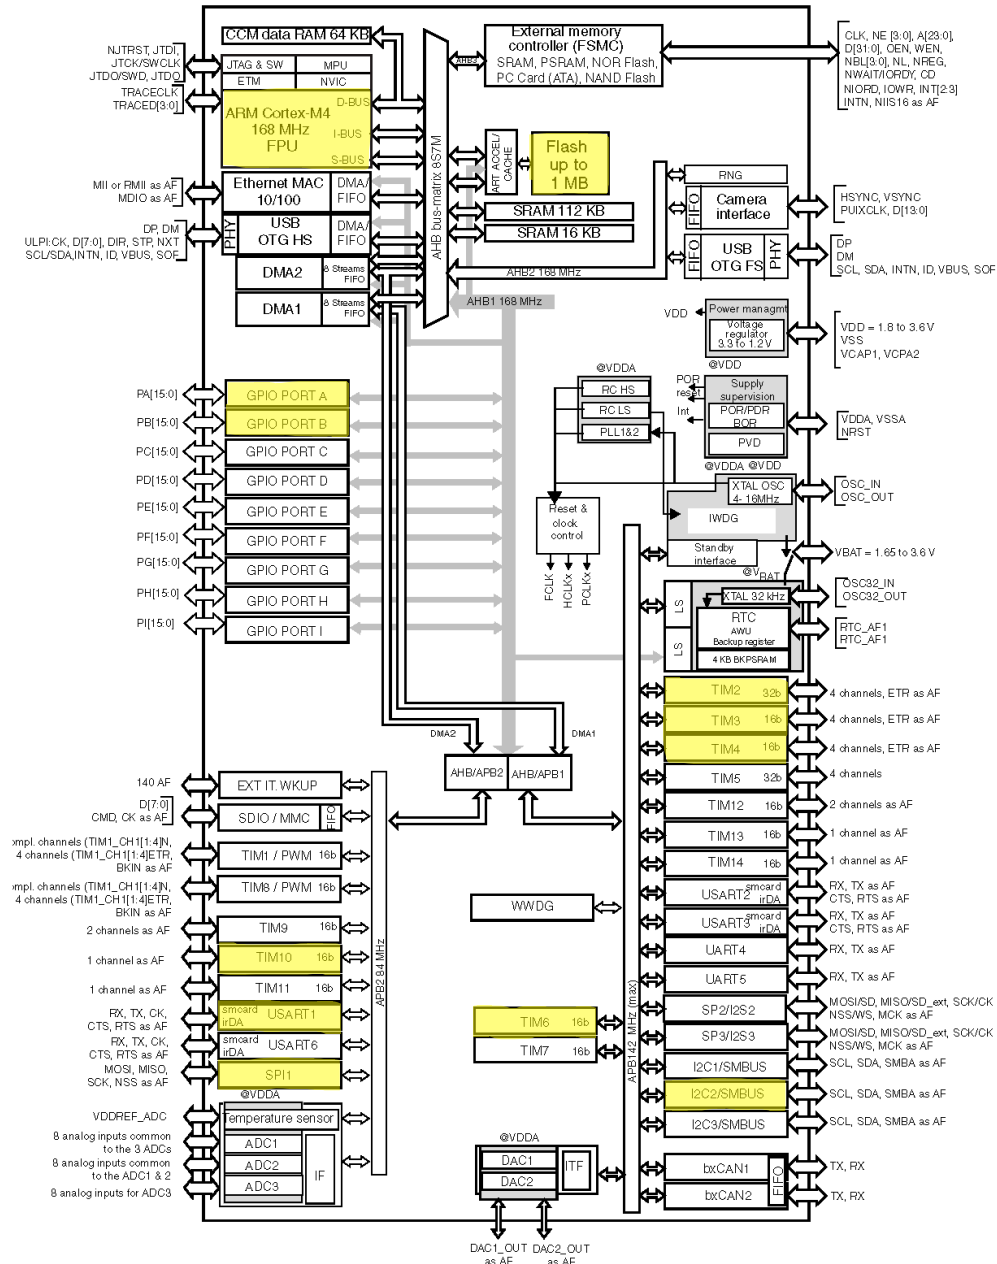 CCM data RAM 64 KB
External memory
controller (FSMC)
SRAM, PSRAM, NOR Flash,
PC Card (ATA), NAND Flash
CLK, NE [3:0], A[23:0],
D[31:0], OEN, WEN,
NBL[3:0], NL, NREG,
NWAIT/IORDY, CD
NIORD, IOWR, INT[2:3]
INTN, NIIS16 as AF
AHB3
NJTRST, JTDI,
JTCK/SWCLK
JTDO/SWD, JTDO
TRACECLK
TRACED[3:0]
JTAG & SW
MPU
ETM
NVIC
D-BUS
ARM Cortex-M4
168 MHz
FPU
I-BUS
S-BUS
AHB bus-matrix 8S7M
ART ACCEL/
CACHE
Flash
up to
1 MB
MII or RMII as AF
MDIO as AF
Ethernet MAC
10/100
DMA/
FIFO
SRAM 112 KB
SRAM 16 KB
RNG
FIFO
Camera
interface
HSYNC, VSYNC
PUIXCLK, D[13:0]
DP, DM
ULPI:CK, D[7:0], DIR, STP, NXT
SCL/SDA,INTN, ID, VBUS, SOF
PHY
USB
OTG HS
DMA/
FIFO
FIFO
USB
OTG FS
PHY
DP
DM
SCL, SDA, INTN, ID, VBUS, SOF
DMA2
8 Streams
FIFO
DMA1
8 Streams
FIFO
AHB2 168 MHz
AHB1 168 MHz
VDD
Power managmt
Voltage
regulator
3.3 to 1.2 V
@VDD
VDD = 1.8 to 3.6 V
VSS
VCAP1, VCPA2
@VDDA
RC HS
RC LS
PLL1&2
POR
reset
Int
Supply
supervision
POR/PDR
BOR
PVD
VDDA, VSSA
NRST
@VDDA @VDD
XTAL OSC
4- 16MHz
OSC_IN
OSC_OUT
IWDG
Standby
interface
VBAT = 1.65 to 3.6 V
@VBAT
Reset &
clock
control
FCLK
HCLKx
PCLKx
LS
LS
XTAL 32 kHz
RTC
AWU
Backup register
4 KB BKPSRAM
OSC32_IN
OSC32_OUT
RTC_AF1
RTC_AF1
PA[15:0]
GPIO PORT A
PB[15:0]
GPIO PORT B
PC[15:0]
GPIO PORT C
PD[15:0]
GPIO PORT D
PE[15:0]
GPIO PORT E
PF[15:0]
GPIO PORT F
PG[15:0]
GPIO PORT G
PH[15:0]
GPIO PORT H
PI[15:0]
GPIO PORT I
DMA2
DMA1
AHB/APB2
AHB/APB1
TIM2 32b
4 channels, ETR as AF
TIM3 16b
4 channels, ETR as AF
TIM4 16b
4 channels, ETR as AF
TIM5 32b
4 channels
TIM12 16b
2 channels as AF
TIM13 16b
1 channel as AF
TIM14 16b
1 channel as AF
USART2 smcard
irDA
RX, TX as AF
CTS, RTS as AF
USART3 smcard
irDA
RX, TX as AF
CTS, RTS as AF
UART4
RX, TX as AF
UART5
RX, TX as AF
SP2/I2S2
MOSI/SD, MISO/SD_ext, SCK/CK
NSS/WS, MCK as AF
SP3/I2S3
MOSI/SD, MISO/SD_ext, SCK/CK
NSS/WS, MCK as AF
I2C1/SMBUS
SCL, SDA, SMBA as AF
I2C2/SMBUS
SCL, SDA, SMBA as AF
I2C3/SMBUS
SCL, SDA, SMBA as AF
bxCAN1
TX, RX
bxCAN2
TX, RX
FIFO
APB142 MHz (max)
WWDG
TIM6 16b
TIM7 16b
@VDDA
DAC1
DAC2
ITF
DAC1_OUT
as AF
DAC2_OUT
as AF
140 AF
EXT IT. WKUP
D[7:0]
CMD, CK as AF
SDIO / MMC
FIFO
ompl. channels (TIM1_CH1[1:4]N,
4 channels (TIM1_CH1[1:4]ETR,
BKIN as AF
TIM1 / PWM 16b
ompl. channels (TIM1_CH1[1:4]N,
4 channels (TIM1_CH1[1:4]ETR,
BKIN as AF
TIM8 / PWM 16b
2 channels as AF
TIM9 16b
1 channel as AF
TIM10 16b
1 channel as AF
TIM11 16b
RX, TX, CK,
CTS, RTS as AF
smcard
irDA USART1
RX, TX, CK,
CTS, RTS as AF
smcard
irDA USART6
MOSI, MISO,
SCK, NSS as AF
SPI1
APB2 84 MHz
@VDDA
VDDREF_ADC
Temperature sensor
8 analog inputs common
to the 3 ADCs
ADC1
8 analog inputs common
to the ADC1 & 2
ADC2
8 analog inputs for ADC3
ADC3
IF